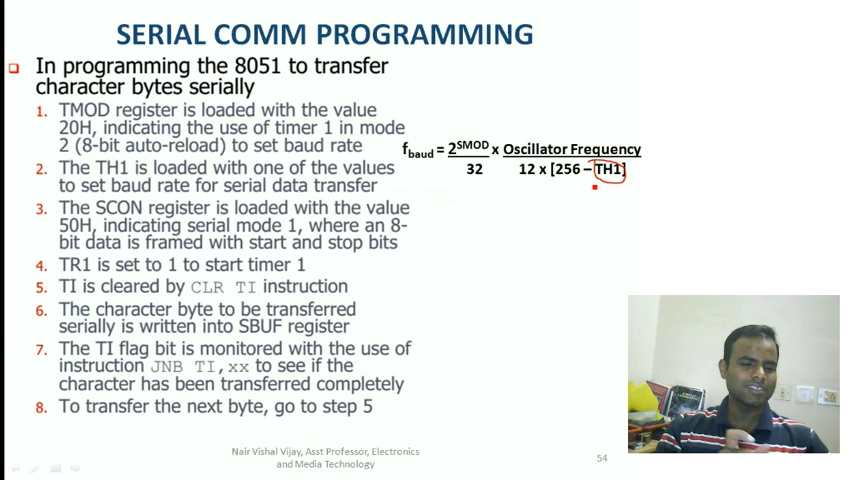 SERIAL COMM PROGRAMMING
In programming the 8051 to transfer
character bytes serially
1. TMOD register is loaded with the value
20H, indicating the use of timer 1 in mode
2 (8-bit auto-reload) to set baud rate
2. The TH1 is loaded with one of the values
to set baud rate for serial data transfer
3. The SCON register is loaded with the value
50H, indicating serial mode 1, where an 8-
bit data is framed with start and stop bits
4. TR1 is set to 1 to start timer 1
5. TI is cleared by CLR TI instruction
6. The character byte to be transferred
serially is written into SBUF register
7. The TI flag bit is monitored with the use of
instruction JNB TI,xx to see if the
character has been transferred completely
8. To transfer the next byte, go to step 5
fbaud = 2SMOD x Oscillator Frequency
32 12 x [256 – TH1]
Nair Vishal Vijay, Asst Professor, Electronics
and Media Technology
54